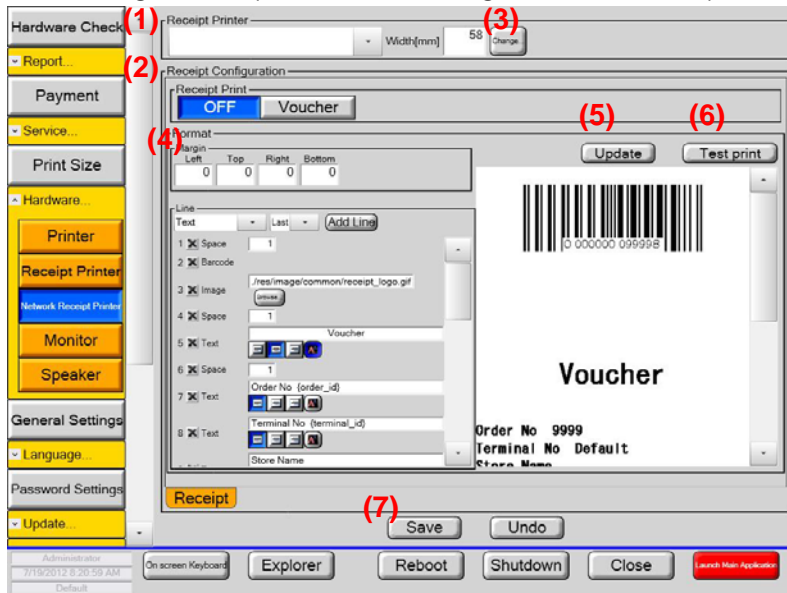 Hardware Check
Report...
Payment
Service...
Print Size
Hardware...
Printer
Receipt Printer
Network Receipt Printer
Monitor
Speaker
General Settings
Language...
Password Settings
Update...
(1)
Receipt Printer
Width[mm] 58
(3)
Change..
(2)
Receipt Configuration
Receipt Print
OFF Voucher
(4)
Format
Margin
Left Top Right Bottom
0 0 0 0
(5)
Update
(6)
Test print
Line
Text Last Add Line
1 X Space 1
2 X Barcode
3 X Image ./res/image/common/receipt_logo.gif
Browse..
4 X Space 1
5 X Text Voucher
6 X Space 1
7 X Text Order No {order_id}
8 X Text Terminal No {terminal_id}
Store Name
0 000000 099998
Voucher
Order No 9999
Terminal No Default
Store Name
Receipt
(7)
Save Undo
Administrator
7/19/2012 8:20:59 AM
Default
On screen Keyboard Explorer Reboot Shutdown Close Launch Main Application